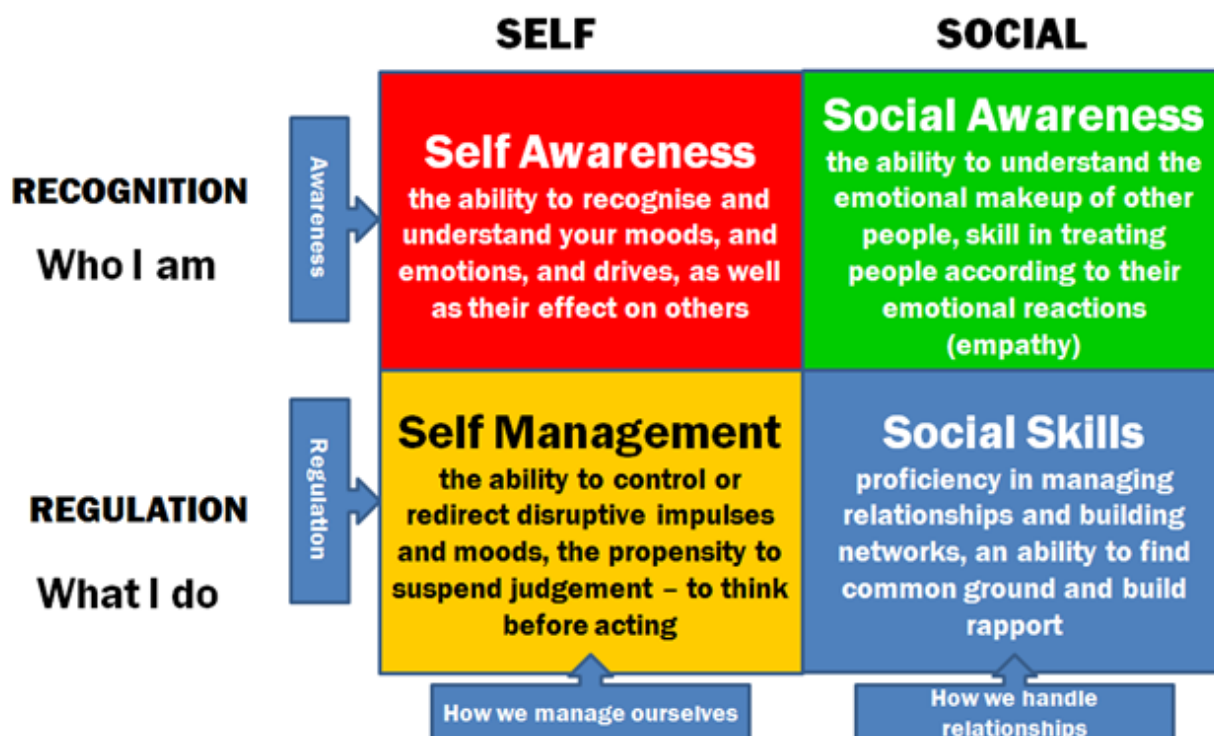 SELF
SOCIAL
RECOGNITION
Who I am
Awareness
Self Awareness
the ability to recognise and
understand your moods, and
emotions, and drives, as well
as their effect on others
Social Awareness
the ability to understand the
emotional makeup of other
people, skill in treating
people according to their
emotional reactions
(empathy)
REGULATION
What I do
Regulation
Self Management
the ability to control or
redirect disruptive impulses
and moods, the propensity to
suspend judgement – to think
before acting
Social Skills
proficiency in managing
relationships and building
networks, an ability to find
common ground and build
rapport
How we manage ourselves
How we handle
relationships